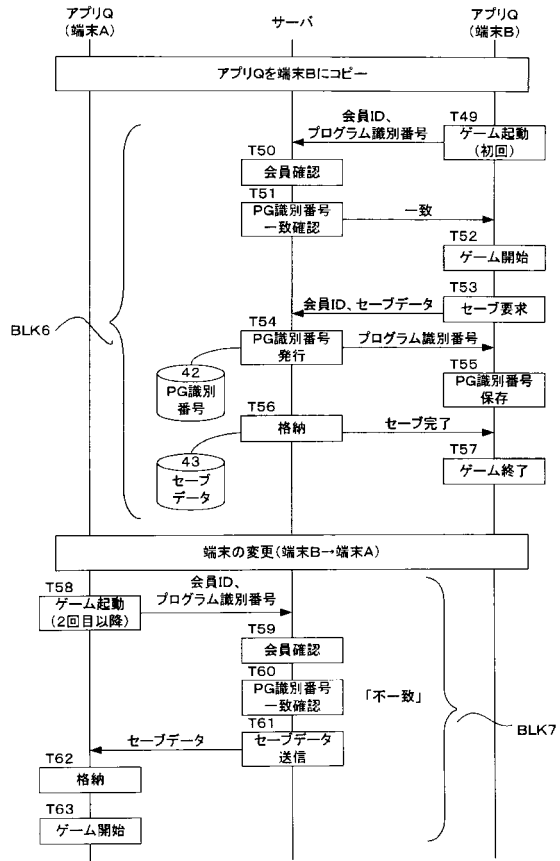 アプリQ
(端末A)
サーバ
アプリQ
(端末B)
アプリQを端末Bにコピー
会員ID、
プログラム識別番号
T49
ゲーム起動
(初回)
T50
会員確認
T51
PG識別番号
一致確認
一致
T52
ゲーム開始
T53
セーブ要求
会員ID、セーブデータ
T54
PG識別番号
発行
プログラム識別番号
BLK6
42
PG識別
番号
T55
PG識別番号
保存
T56
格納
セーブ完了
43
セーブ
データ
T57
ゲーム終了
端末の変更(端末B→端末A)
T58
ゲーム起動
(2回目以降)
会員ID、
プログラム識別番号
T59
会員確認
T60
PG識別番号
一致確認
「不一致」
BLK7
T61
セーブデータ
送信
セーブデータ
T62
格納
T63
ゲーム開始